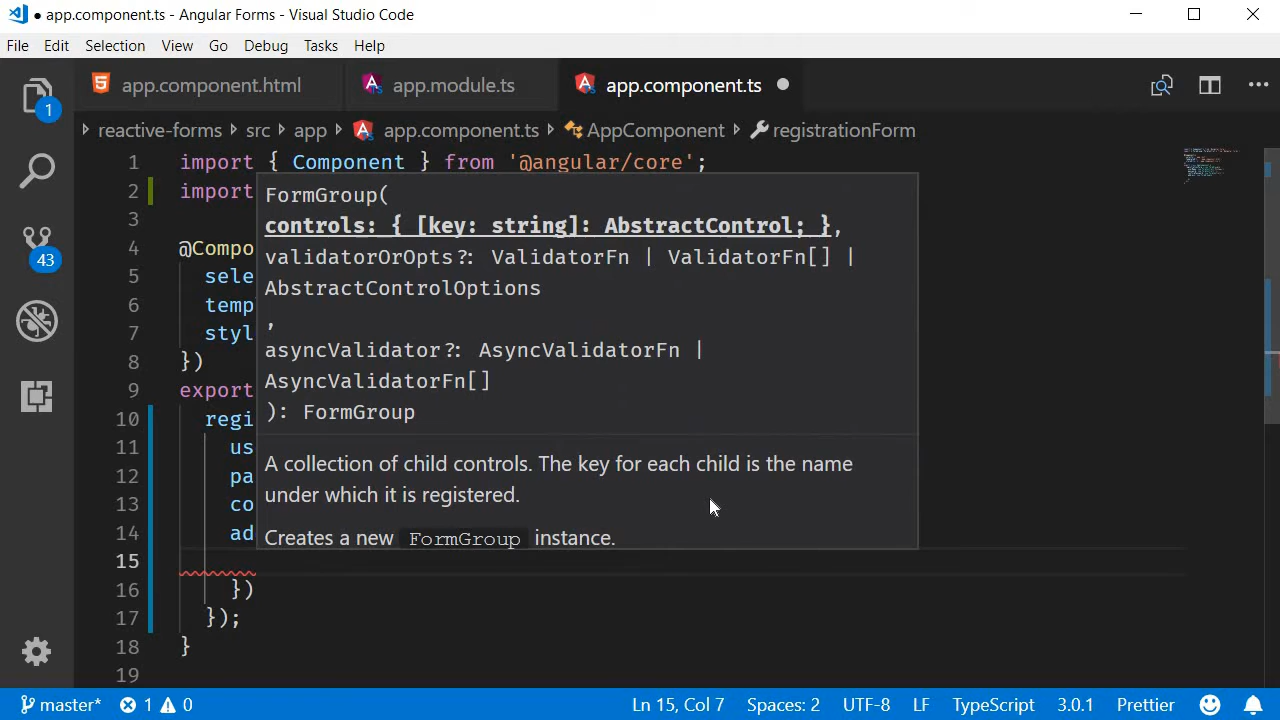 ● app.component.ts - Angular Forms - Visual Studio Code
File Edit Selection View Go Debug Tasks Help
app.component.html app.module.ts app.component.ts ●
reactive-forms src app app.component.ts AppComponent registrationForm
1 import { Component } from '@angular/core';
2 import
3
4 @Compo
5 sele
6 temp
7 styl
8 })
9 export
10 regi
11 us
12 pa
13 co
14 ad
15
16 })
17 });
18 }
19
FormGroup(
controls: { [key: string]: AbstractControl; },
validatorOrOpts?: ValidatorFn | ValidatorFn[] |
AbstractControlOptions
,
asyncValidator?: AsyncValidatorFn |
AsyncValidatorFn[]
): FormGroup
A collection of child controls. The key for each child is the name
under which it is registered.
Creates a new FormGroup instance.
1
43
master* 1 0 Ln 15, Col 7 Spaces: 2 UTF-8 LF TypeScript 3.0.1 Prettier